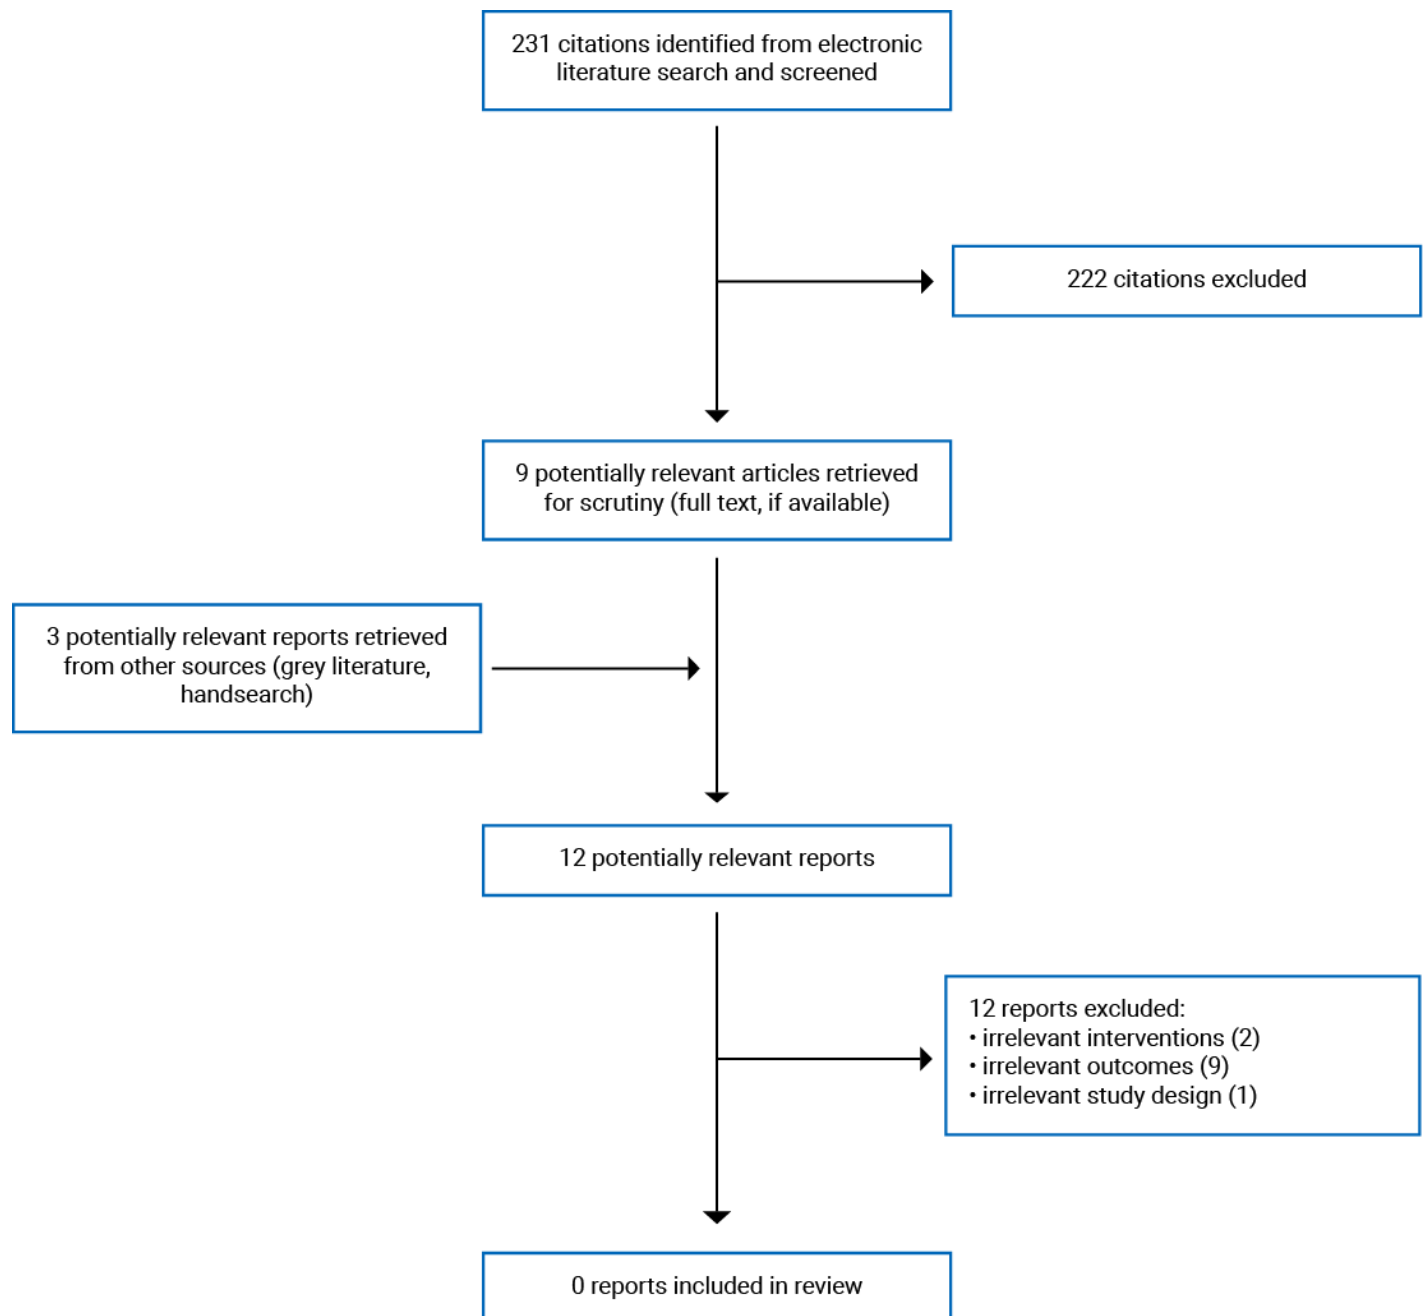 231 citations identified from electronic
literature search and screened
222 citations excluded
9 potentially relevant articles retrieved
for scrutiny (full text, if available)
3 potentially relevant reports retrieved
from other sources (grey literature,
handsearch)
12 potentially relevant reports
12 reports excluded:
• irrelevant interventions (2)
• irrelevant outcomes (9)
• irrelevant study design (1)
0 reports included in review